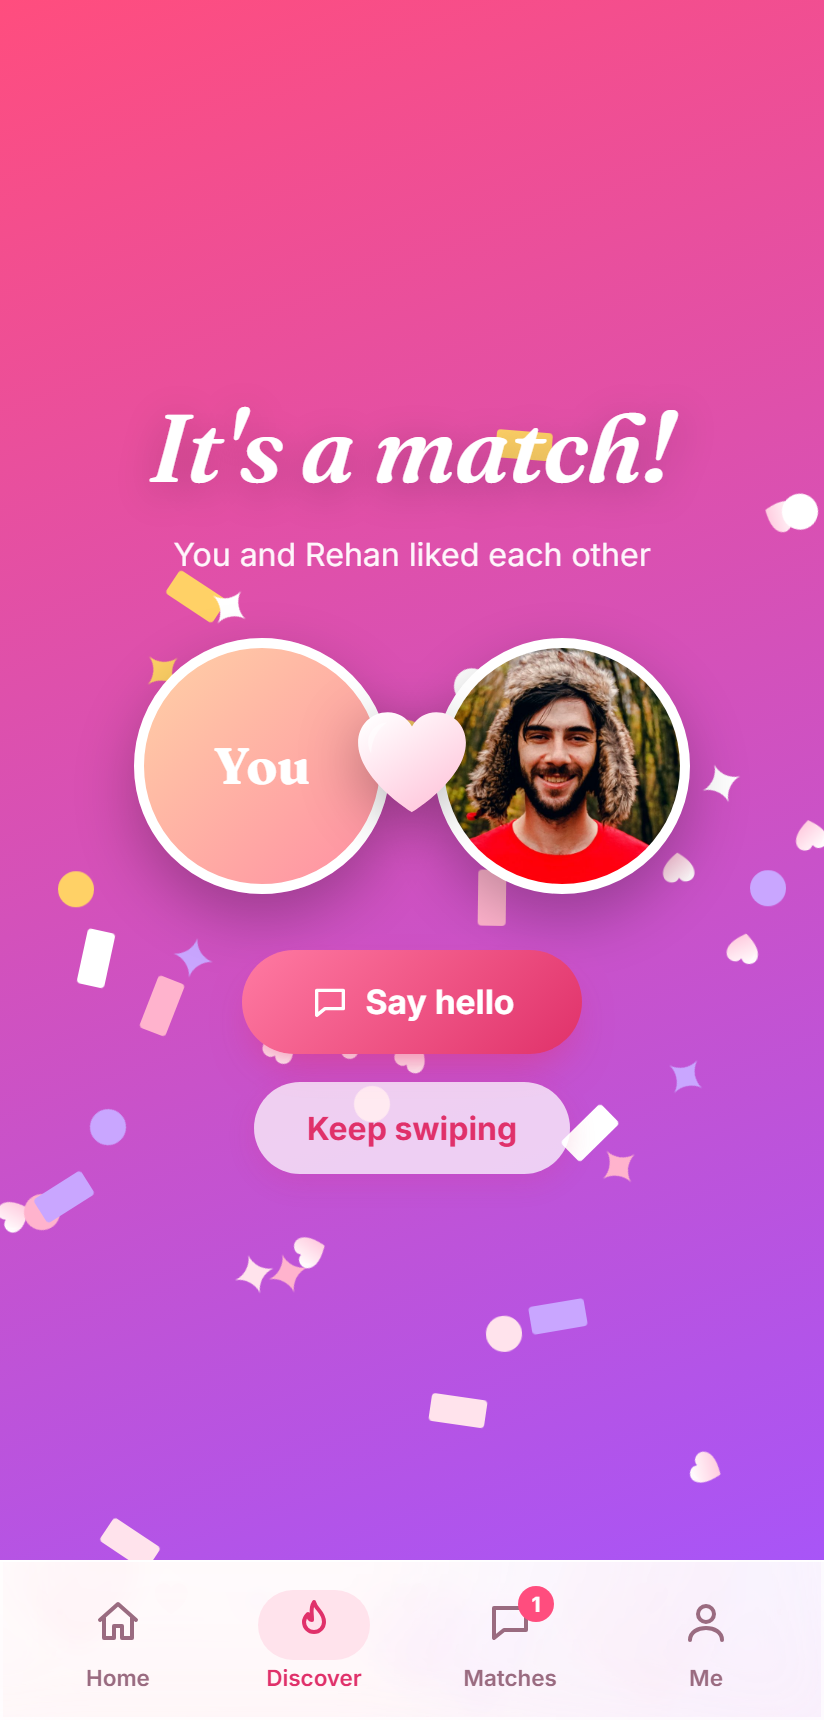 It's a match!
You and Rehan liked each other
You
Say hello
Keep swiping
1
Home
Discover
Matches
Me